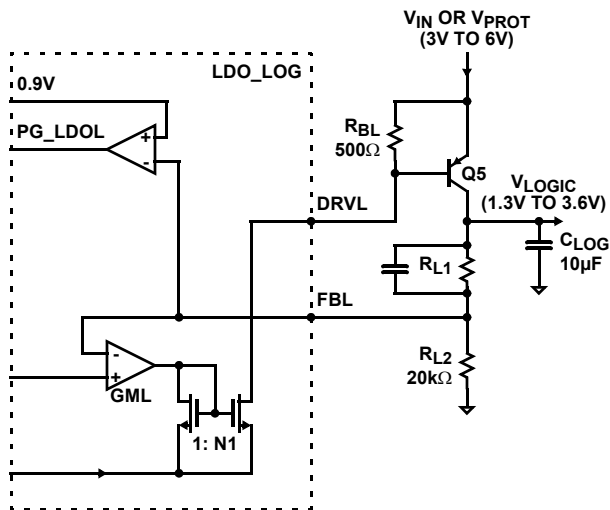 V_IN OR V_PROT
(3V TO 6V)
0.9V
LDO_LOG
PG_LDOL
+
-
R_BL
500Ω
Q5
V_LOGIC
(1.3V TO 3.6V)
DRVL
C_LOG
10µF
R_L1
FBL
-
+
GML
R_L2
20kΩ
1: N1